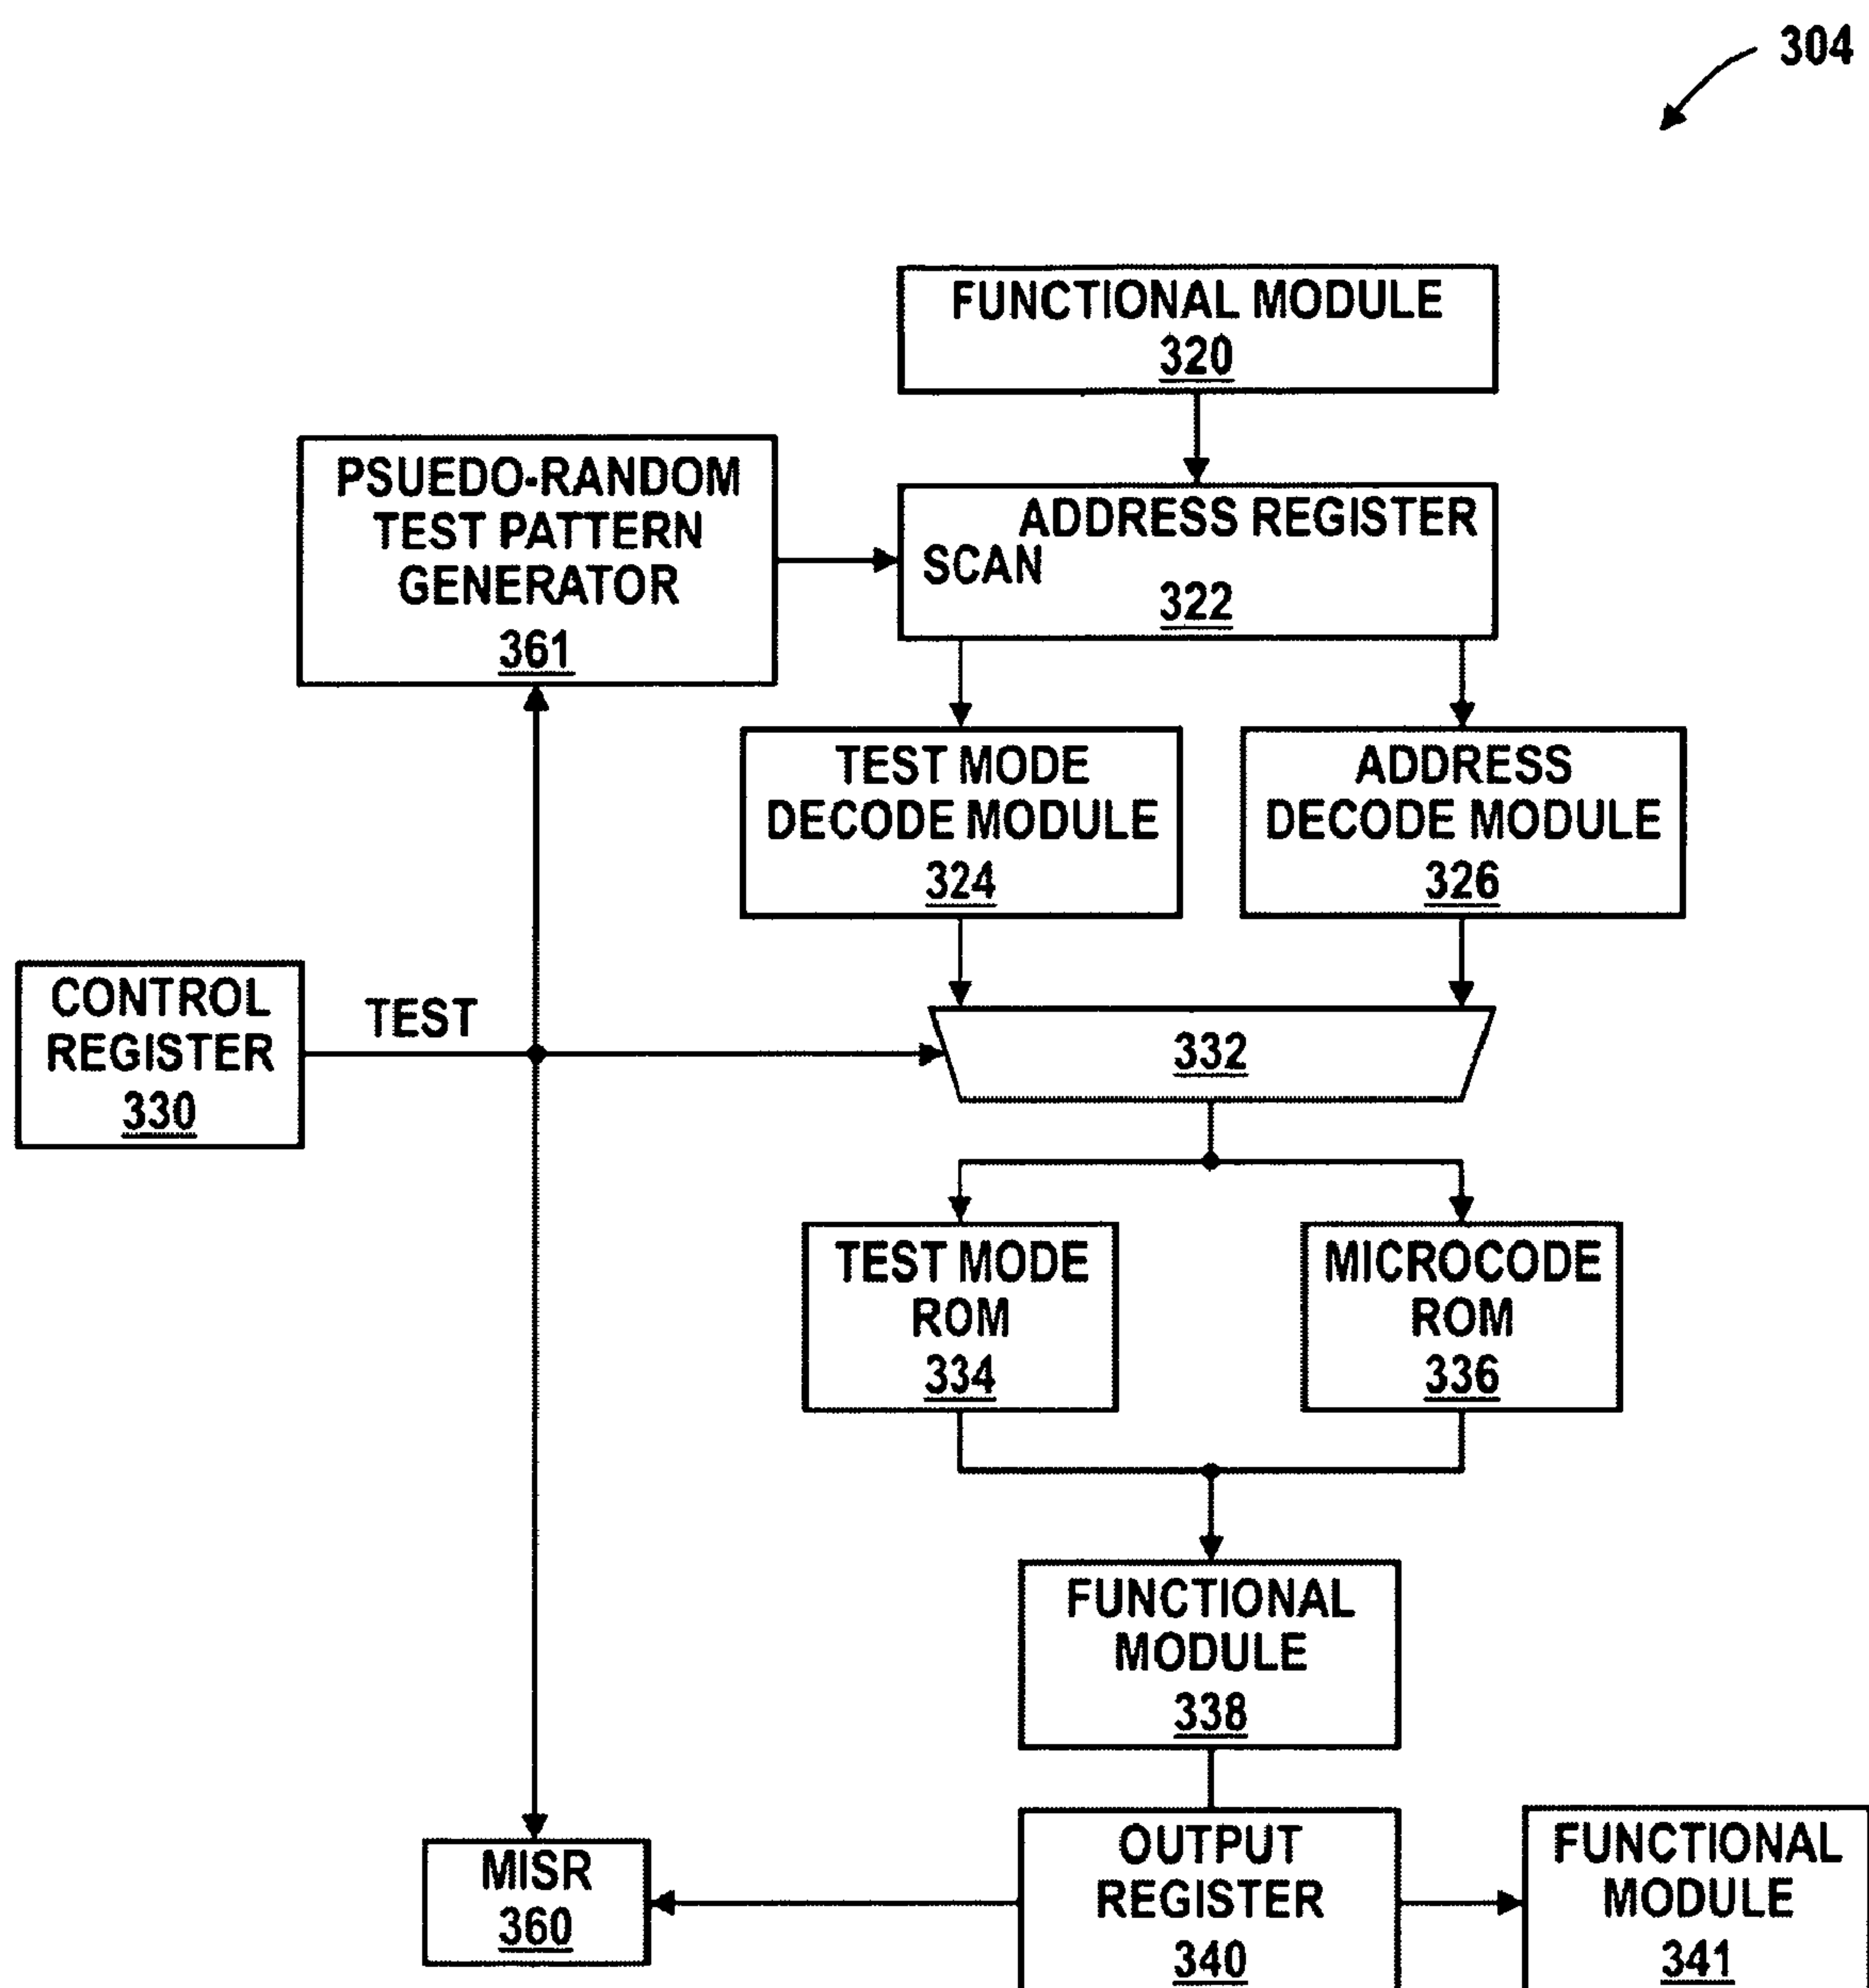 304
FUNCTIONAL MODULE
320
PSUEDO-RANDOM
TEST PATTERN
GENERATOR
361
ADDRESS REGISTER
SCAN
322
TEST MODE
DECODE MODULE
324
ADDRESS
DECODE MODULE
326
CONTROL
REGISTER
330
TEST
332
TEST MODE
ROM
334
MICROCODE
ROM
336
FUNCTIONAL
MODULE
338
MISR
360
OUTPUT
REGISTER
340
FUNCTIONAL
MODULE
341